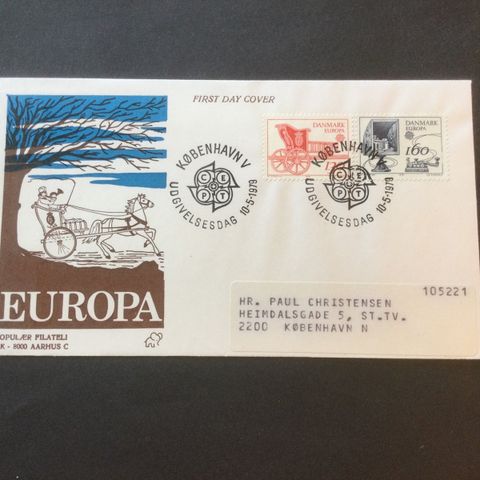 FIRST DAY COVER
DANMARK
EUROPA
DANMARK
EUROPA
160
KØBENHAVN V
CEPT
UDGIVELSESDAG 10-5-1979
KØBENHAVN V
CEPT
UDGIVELSESDAG 10-5-1979
EUROPA
OPULÆR FILATELI
K - 8000 AARHUS C
105221
HR. PAUL CHRISTENSEN
HEIMDALSGADE 5, ST.TV.
2200 KØBENHAVN N